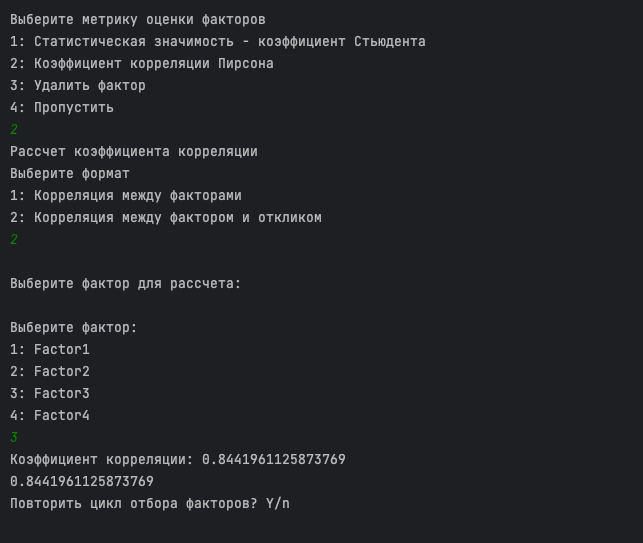 Выберите метрику оценки факторов
1: Статистическая значимость - коэффициент Стьюдента
2: Коэффициент корреляции Пирсона
3: Удалить фактор
4: Пропустить
2
Рассчет коэффициента корреляции
Выберите формат
1: Корреляция между факторами
2: Корреляция между фактором и откликом
2
Выберите фактор для рассчета:
Выберите фактор:
1: Factor1
2: Factor2
3: Factor3
4: Factor4
3
Коэффициент корреляции: 0.8441961125873769
0.8441961125873769
Повторить цикл отбора факторов? Y/n